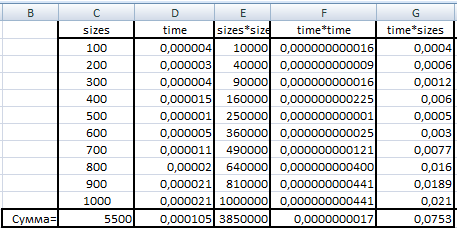 B C D E F G
sizes time sizes*size time*time time*sizes
100 0,000004 10000 0,000000000016 0,0004
200 0,000003 40000 0,000000000009 0,0006
300 0,000004 90000 0,000000000016 0,0012
400 0,000015 160000 0,000000000225 0,006
500 0,000001 250000 0,000000000001 0,0005
600 0,000005 360000 0,000000000025 0,003
700 0,000011 490000 0,000000000121 0,0077
800 0,00002 640000 0,000000000400 0,016
900 0,000021 810000 0,000000000441 0,0189
1000 0,000021 1000000 0,000000000441 0,021
Сумма= 5500 0,000105 3850000 0,0000000017 0,0753